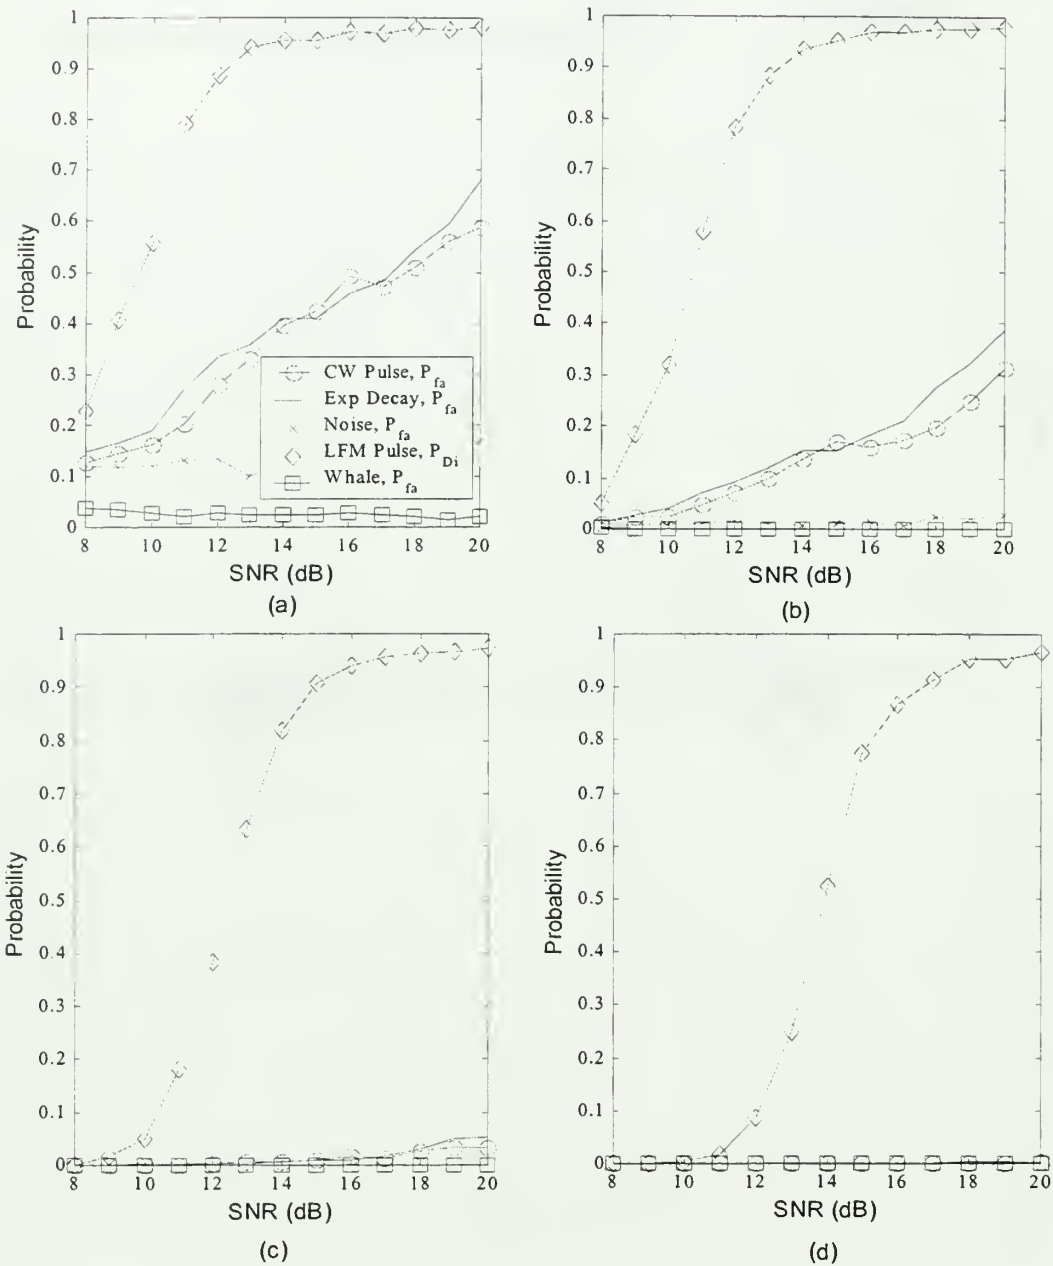 1
0.9
0.8
0.7
0.6
0.5
0.4
0.3
0.2
0.1
0
Probability
CW Pulse, P_fa
Exp Decay, P_fa
Noise, P_fa
LFM Pulse, P_Di
Whale, P_fa
8 10 12 14 16 18 20
SNR (dB)
(a)
1
0.9
0.8
0.7
0.6
0.5
0.4
0.3
0.2
0.1
0
Probability
8 10 12 14 16 18 20
SNR (dB)
(b)
1
0.9
0.8
0.7
0.6
0.5
0.4
0.3
0.2
0.1
0
Probability
8 10 12 14 16 18 20
SNR (dB)
(c)
1
0.9
0.8
0.7
0.6
0.5
0.4
0.3
0.2
0.1
0
Probability
8 10 12 14 16 18 20
SNR (dB)
(d)